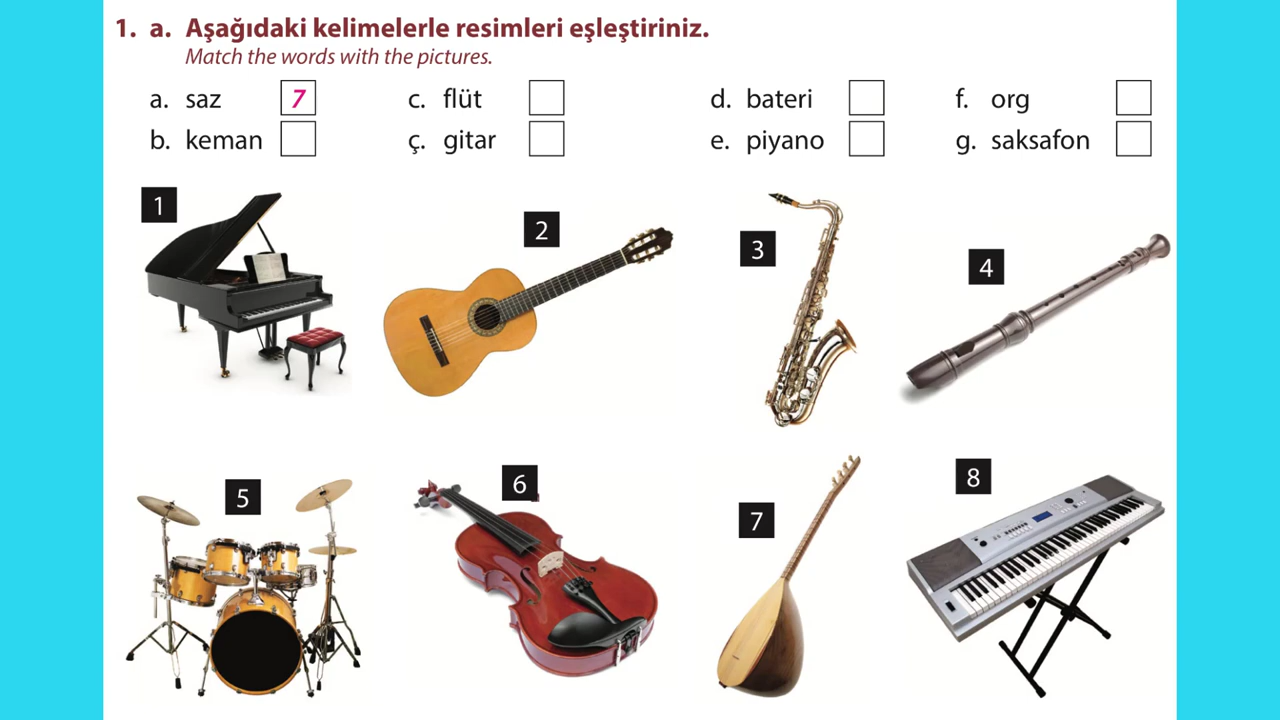 1. a. Aşağıdaki kelimelerle resimleri eşleştiriniz.
Match the words with the pictures.
a. saz 7 c. flüt d. bateri f. org
b. keman ç. gitar e. piyano g. saksafon
1
2
3
4
5
6
7
8